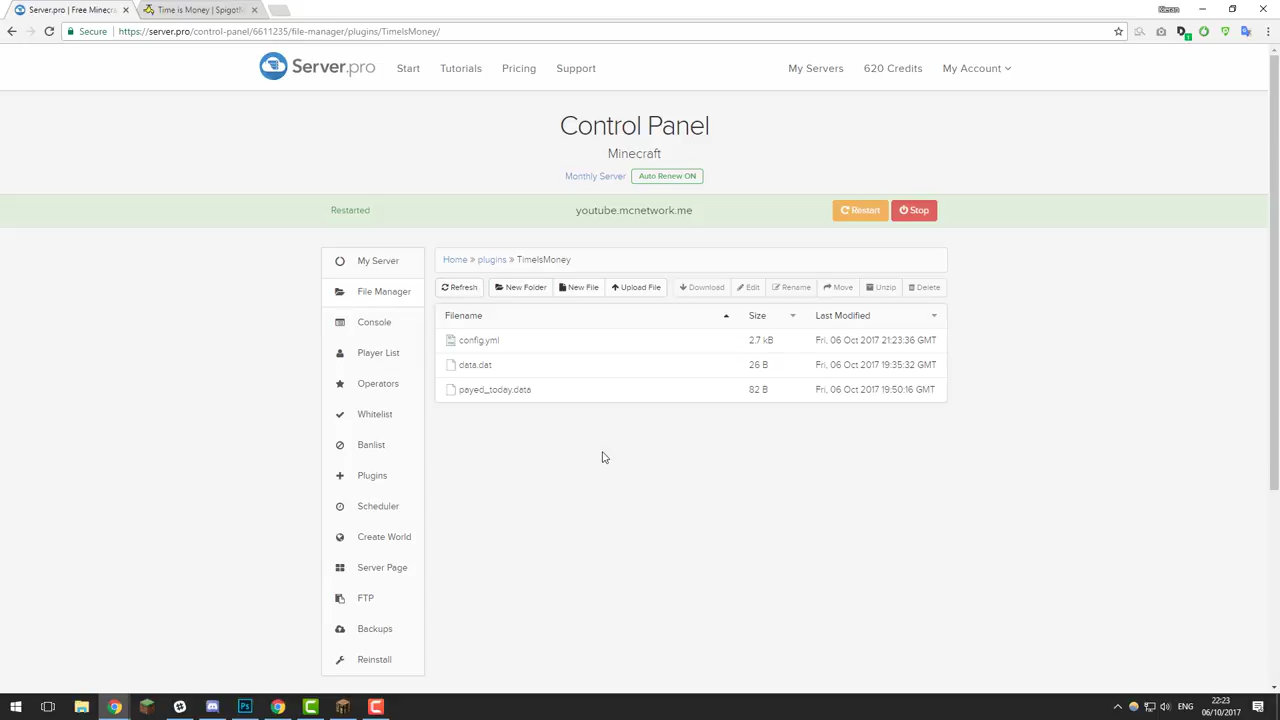 Server.pro | Free Minecr
Time is Money | Spigot
Secure
https://server.pro/control-panel/6611235/file-manager/plugins/TimeIsMoney/
Server.pro
Start
Tutorials
Pricing
Support
My Servers
620 Credits
My Account
Control Panel
Minecraft
Monthly Server
Auto Renew ON
Restarted
youtube.mcnetwork.me
Restart
Stop
My Server
File Manager
Console
Player List
Operators
Whitelist
Banlist
Plugins
Scheduler
Create World
Server Page
FTP
Backups
Reinstall
Home » plugins » TimeIsMoney
Refresh
New Folder
New File
Upload File
Download
Edit
Rename
Move
Unzip
Delete
Filename Size Last Modified
config.yml 2.7 kB Fri, 06 Oct 2017 21:23:36 GMT
data.dat 26 B Fri, 06 Oct 2017 19:35:32 GMT
payed_today.data 82 B Fri, 06 Oct 2017 19:50:16 GMT
ENG
22:23
06/10/2017